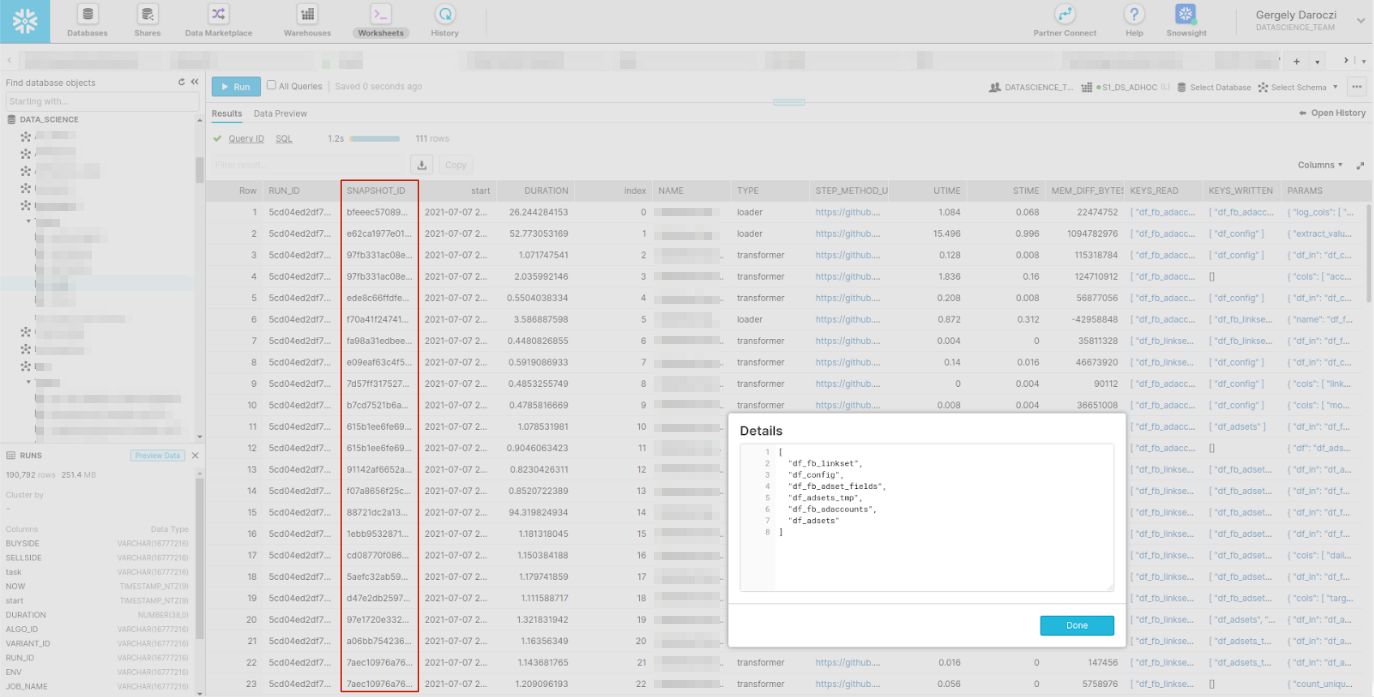 Databases
Shares
Data Marketplace
Warehouses
Worksheets
History
Partner Connect
Help
Snowsight
Gergely Daroczi
DATASCIENCE_TEAM
Find database objects
Starting with...
DATA_SCIENCE
Run
All Queries
Saved 0 seconds ago
DATASCIENCE_T...
S1_DS_ADHOC
Select Database
Select Schema
Results Data Preview
Open History
Query ID SQL 1.2s 111 rows
Filter result...
Copy
Columns
Row RUN_ID SNAPSHOT_ID start DURATION index NAME TYPE STEP_METHOD_U UTIME STIME MEM_DIFF_BYTES KEYS_READ KEYS_WRITTEN PARAMS
1 5cd04ed2df7... bfeeec57089... 2021-07-07 2... 26.244284153 0 loader https://github.... 1.084 0.068 22474752 [ "df_fb_adacc... [ "df_fb_adacc... { "log_cols": [ "...
2 5cd04ed2df7... e62ca1977e01... 2021-07-07 2... 52.773053169 1 loader https://github.... 15.496 0.996 1094782976 [ "df_fb_adacc... [ "df_config" ] { "extract_valu...
3 5cd04ed2df7... 97fb331ac08e... 2021-07-07 2... 1.071747541 2 transformer https://github.... 0.128 0.008 115318784 [ "df_fb_adacc... [ "df_config" ] { "df_in": "df_c...
4 5cd04ed2df7... 97fb331ac08e... 2021-07-07 2... 2.035992146 3 transformer https://github.... 1.836 0.16 124710912 [ "df_fb_adacc... [] { "cols": [ "acc...
5 5cd04ed2df7... ede8c66ffdfe... 2021-07-07 2... 0.5504038334 4 transformer https://github.... 0.208 0.008 56877056 [ "df_fb_adacc... [ "df_config" ] { "df_in": "df_c...
6 5cd04ed2df7... f70a41f24741... 2021-07-07 2... 3.586887598 5 loader https://github.... 0.872 0.312 -42958848 [ "df_fb_adacc... [ "df_fb_linkse... { "name": "df_f...
7 5cd04ed2df7... fa98a31edbee... 2021-07-07 2... 0.4480826855 6 transformer https://github.... 0.004 0 35811328 [ "df_fb_linkse... [ "df_fb_linkse... { "df_in": "df_f...
8 5cd04ed2df7... e09eaf63c4f5... 2021-07-07 2... 0.5919086933 7 transformer https://github.... 0.14 0.016 46673920 [ "df_fb_linkse... [ "df_config" ] { "df_in": "df_f...
9 5cd04ed2df7... 7d57ff317527... 2021-07-07 2... 0.4853255749 8 transformer https://github.... 0 0.004 90112 [ "df_fb_linkse... [ "df_config" ] { "cols": [ "link...
10 5cd04ed2df7... b7cd7521b6a... 2021-07-07 2... 0.4785816669 9 transformer https://github.... 0.008 0.004 36651008 [ "df_fb_linkse... [ "df_config" ] { "cols": [ "mo...
11 5cd04ed2df7... 615b1ee6fe69... 2021-07-07 2... 1.078531981 10 [ "df_fb_adacc... [ "df_adsets" ] { "df_in": "df_f...
12 5cd04ed2df7... 615b1ee6fe69... 2021-07-07 2... 0.9046063423 11 [ "df_fb_adacc... [] { "df": "df_ads...
13 5cd04ed2df7... 91142af6652a... 2021-07-07 2... 0.8230426311 12 [ "df_fb_linkse... [ "df_fb_adset... { "df_in": "df_a...
14 5cd04ed2df7... f07a8656f25c... 2021-07-07 2... 0.8520722389 13 [ "df_fb_linkse... [ "df_fb_adset... { "df_in": "df_f...
15 5cd04ed2df7... 88721dc2a13... 2021-07-07 2... 94.319824934 14 [ "df_fb_linkse... [ "df_fb_adset... { "df_in": "df_f...
16 5cd04ed2df7... 1ebb9532871... 2021-07-07 2... 1.181318045 15 [ "df_fb_linkse... [ "df_fb_adset... { "df_in": "df_f...
17 5cd04ed2df7... cd08770f086... 2021-07-07 2... 1.150384188 16 [ "df_fb_linkse... [ "df_fb_adset... { "cols": [ "dail...
18 5cd04ed2df7... 5aefc32ab59... 2021-07-07 2... 1.179741859 17 [ "df_fb_linkse... [ "df_fb_adset... { "df_in": "df_f...
19 5cd04ed2df7... d47e2db2597... 2021-07-07 2... 1.111588717 18 [ "df_fb_linkse... [ "df_fb_adset... { "cols": [ "targ...
20 5cd04ed2df7... 97e1720e332... 2021-07-07 2... 1.321831942 19 [ "df_fb_linkse... [ "df_adsets", "... { "df_in": "df_f...
21 5cd04ed2df7... a06bb754236... 2021-07-07 2... 1.16356349 20 [ "df_fb_linkse... [ "df_adsets_t... { "df_in": "df_a...
22 5cd04ed2df7... 7aec10976a76... 2021-07-07 2... 1.143681765 21 transformer https://github.... 0.016 0 147456 [ "df_fb_linkse... [ "df_adsets_t... { "df_in": "df_a...
23 5cd04ed2df7... 7aec10976a76... 2021-07-07 2... 1.209096193 22 transformer https://github.... 0.056 0 5758976 [ "df_fb_linkse... [] { "count_uniqu...
RUNS Preview Data
190,792 rows 251.4 MB
Cluster by
-
Columns Data Type
BUYSIDE VARCHAR(16777216)
SELLSIDE VARCHAR(16777216)
task VARCHAR(16777216)
NOW TIMESTAMP_NTZ(9)
start TIMESTAMP_NTZ(9)
DURATION NUMBER(38,0)
ALGO_ID VARCHAR(16777216)
VARIANT_ID VARCHAR(16777216)
RUN_ID VARCHAR(16777216)
ENV VARCHAR(16777216)
JOB_NAME VARCHAR(16777216)
Details
1 [
2 "df_fb_linkset",
3 "df_config",
4 "df_fb_adset_fields",
5 "df_adsets_tmp",
6 "df_fb_adaccounts",
7 "df_adsets"
8 ]
Done